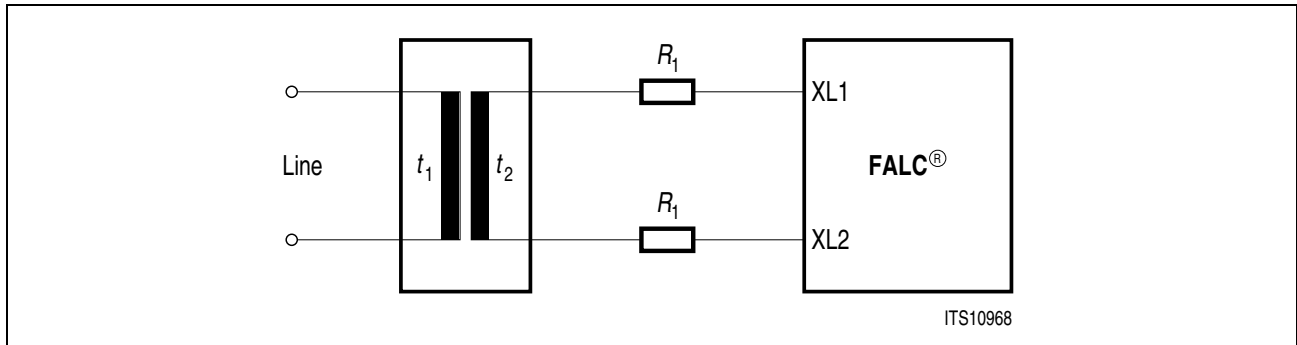 R1
XL1
Line
t1
t2
FALC®
R1
XL2
ITS10968